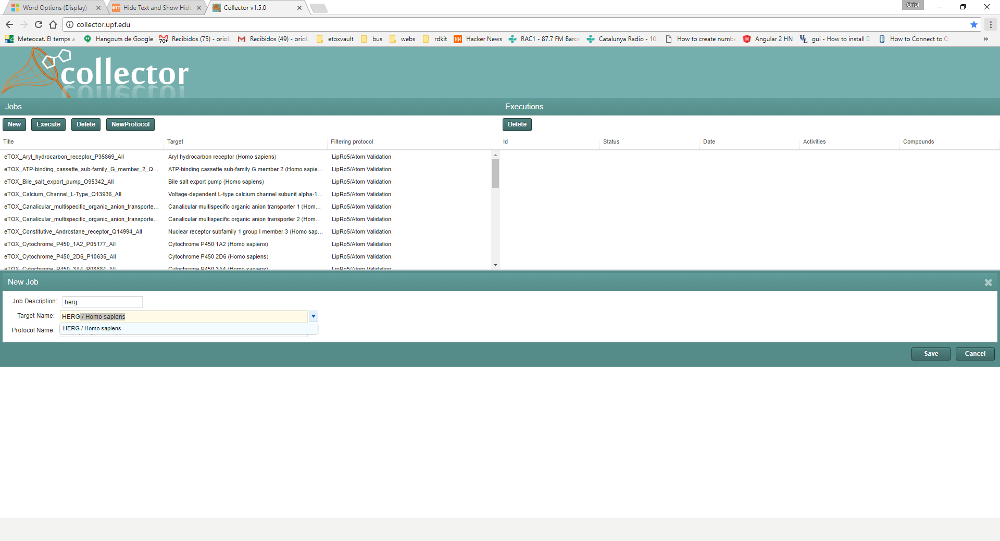 Word Options (Display) -
Hide Text and Show Hidd
Collector v1.5.0
Oriol
collector.upf.edu
Meteocat. El temps a
Hangouts de Google
70+
Recibidos (75) - oriol.
Recibidos (49) - oriol.
etoxvault
bus
webs
rdkit
Hacker News
RAC1 - 87.7 FM Barce
Catalunya Radio - 10
How to create numbe
Angular 2 HN
gui - How to install D
How to Connect to O
»
collector
Jobs
Executions
New
Execute
Delete
NewProtocol
Delete
Title
Target
Filtering protocol
Id
Status
Date
Activities
Compounds
eTOX_Aryl_hydrocarbon_receptor_P35869_All
Aryl hydrocarbon receptor (Homo sapiens)
LipRo5/Atom Validation
eTOX_ATP-binding_cassette_sub-family_G_member_2_Q...
ATP-binding cassette sub-family G member 2 (Homo sapie...
LipRo5/Atom Validation
eTOX_Bile_salt_export_pump_O95342_All
Bile salt export pump (Homo sapiens)
LipRo5/Atom Validation
eTOX_Calcium_Channel_L-Type_Q13936_All
Voltage-dependent L-type calcium channel subunit alpha-1...
LipRo5/Atom Validation
eTOX_Canalicular_multispecific_organic_anion_transporte...
Canalicular multispecific organic anion transporter 1 (Hom...
LipRo5/Atom Validation
eTOX_Canalicular_multispecific_organic_anion_transporte...
Canalicular multispecific organic anion transporter 2 (Hom...
LipRo5/Atom Validation
eTOX_Constitutive_Androstane_receptor_Q14994_All
Nuclear receptor subfamily 1 group I member 3 (Homo sap...
LipRo5/Atom Validation
eTOX_Cytochrome_P450_1A2_P05177_All
Cytochrome P450 1A2 (Homo sapiens)
LipRo5/Atom Validation
eTOX_Cytochrome_P450_2D6_P10635_All
Cytochrome P450 2D6 (Homo sapiens)
LipRo5/Atom Validation
eTOX_Cytochrome_P450_3A4_P08684_All
Cytochrome P450 3A4 (Homo sapiens)
LipRo5/Atom Validation
New Job
Job Description:
herg
Target Name:
HERG / Homo sapiens
HERG / Homo sapiens
Protocol Name:
Save
Cancel